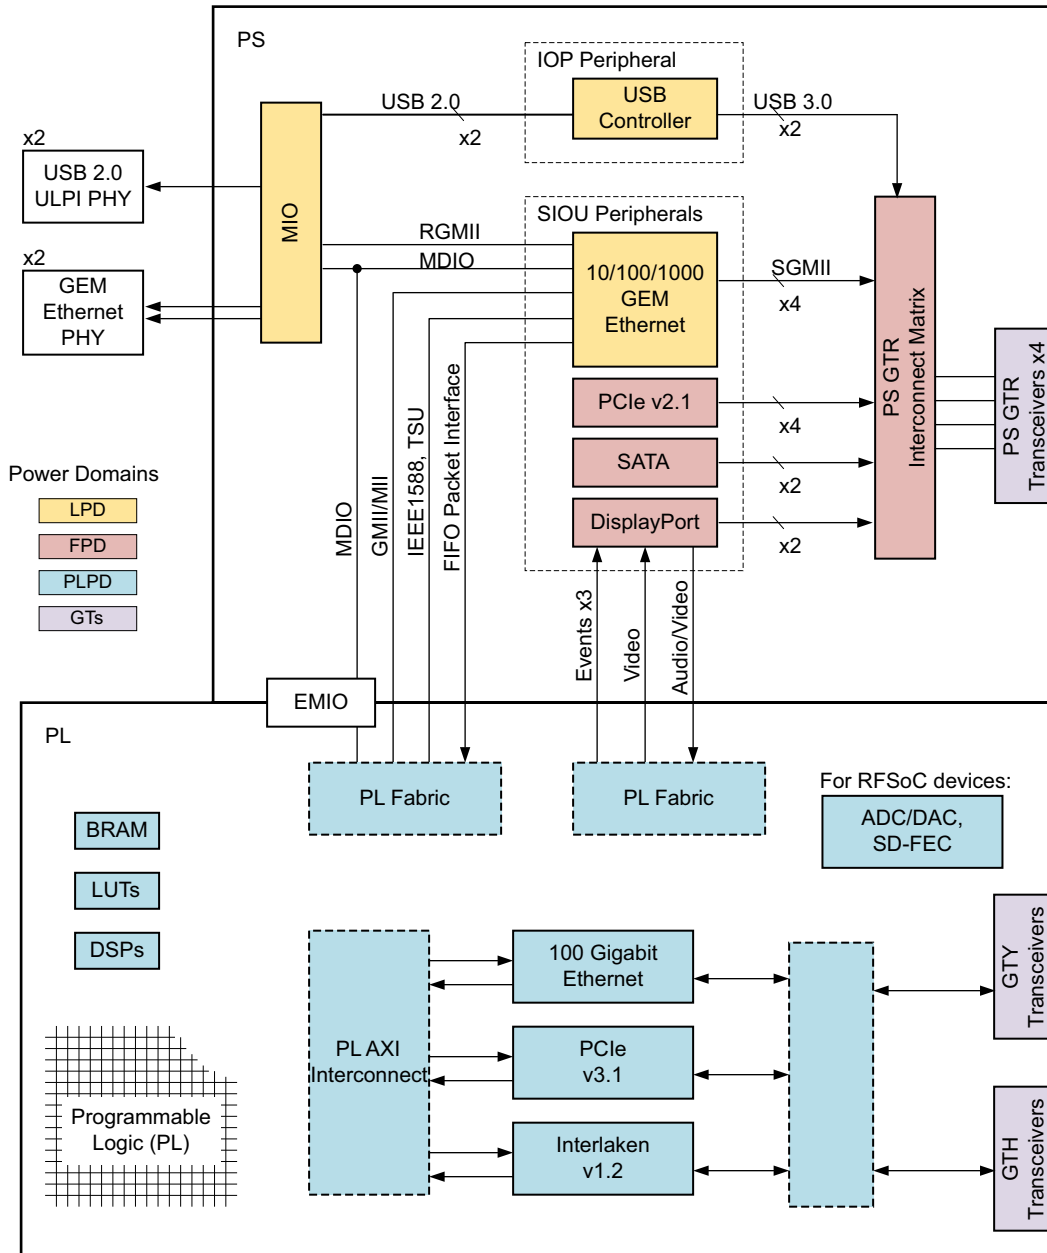 PS
IOP Peripheral
USB 2.0
x2
USB
Controller
USB 3.0
x2
x2
USB 2.0
ULPI PHY
MIO
SIOU Peripherals
RGMII
MDIO
10/100/1000
GEM
Ethernet
SGMII
x4
x2
GEM
Ethernet
PHY
PS GTR
Interconnect Matrix
PS GTR
Transceivers x4
PCIe v2.1
x4
SATA
x2
DisplayPort
x2
Power Domains
LPD
FPD
PLPD
GTs
MDIO
GMII/MII
IEEE1588, TSU
FIFO Packet Interface
Events x3
Video
Audio/Video
EMIO
PL
PL Fabric
PL Fabric
For RFSoC devices:
ADC/DAC,
SD-FEC
BRAM
LUTs
DSPs
PL AXI
Interconnect
100 Gigabit
Ethernet
PCIe
v3.1
Interlaken
v1.2
GTY
Transceivers
GTH
Transceivers
Programmable
Logic (PL)